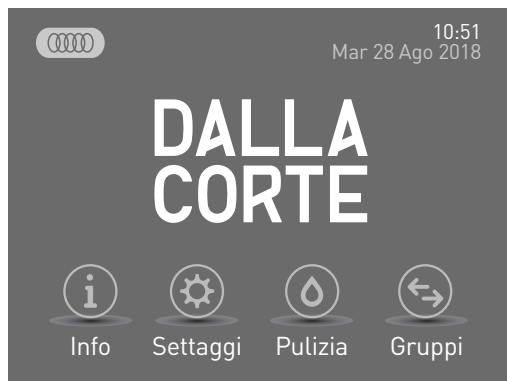 10:51
Mar 28 Ago 2018
DALLA
CORTE
Info Settaggi Pulizia Gruppi